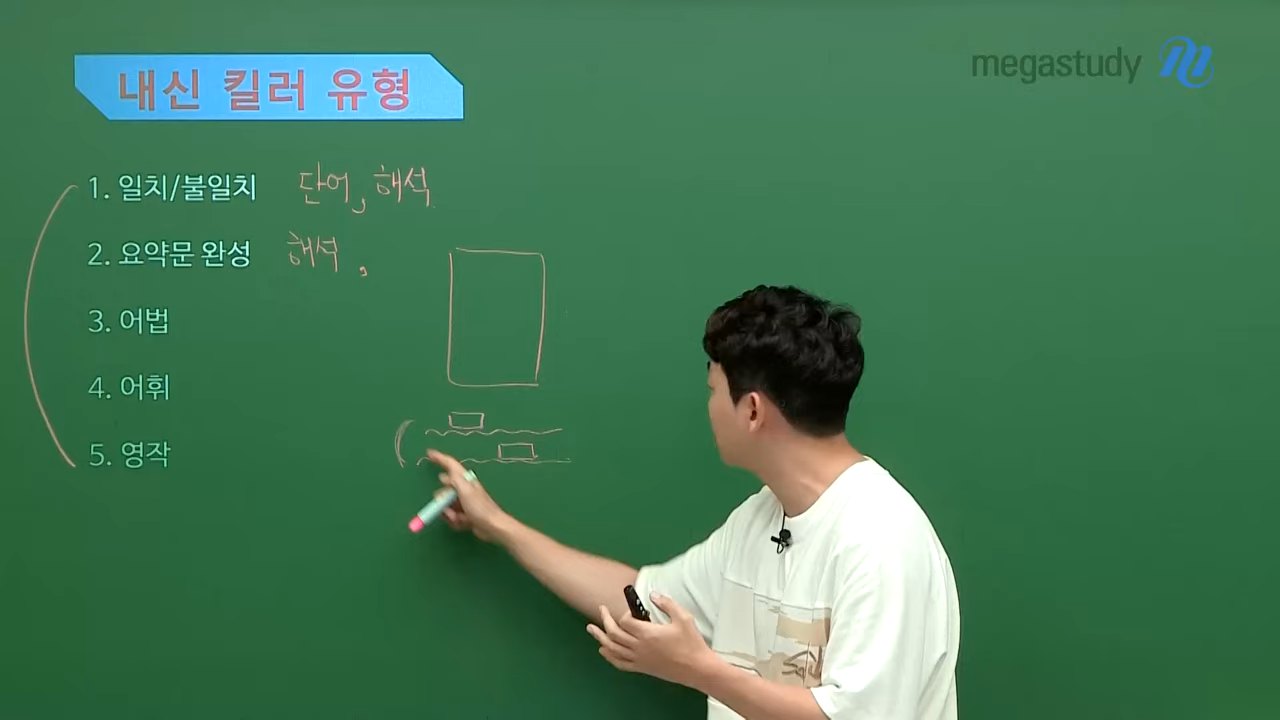 내신 킬러 유형
megastudy
1. 일치/불일치 단어, 해석
2. 요약문 완성 해석,
3. 어법
4. 어휘
5. 영작